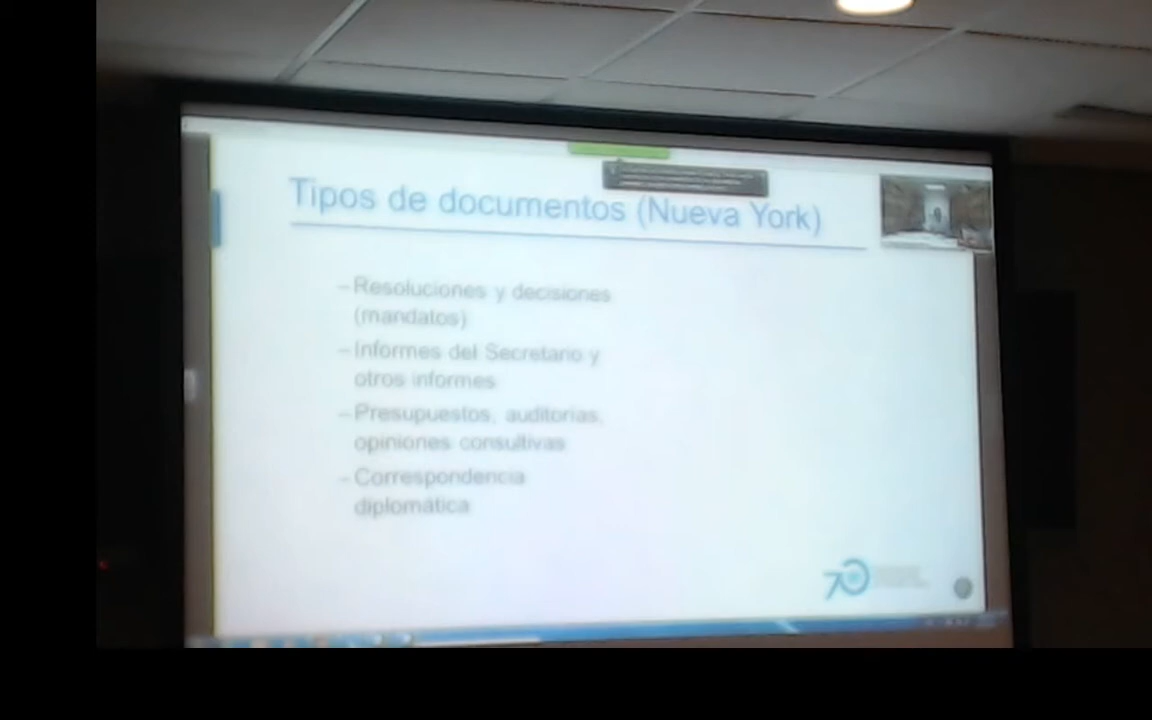 Tipos de documentos (Nueva York)
–Resoluciones y decisiones
(mandatos)
–Informes del Secretario y
otros informes
–Presupuestos, auditorías,
opiniones consultivas
–Correspondencia
diplomática
70